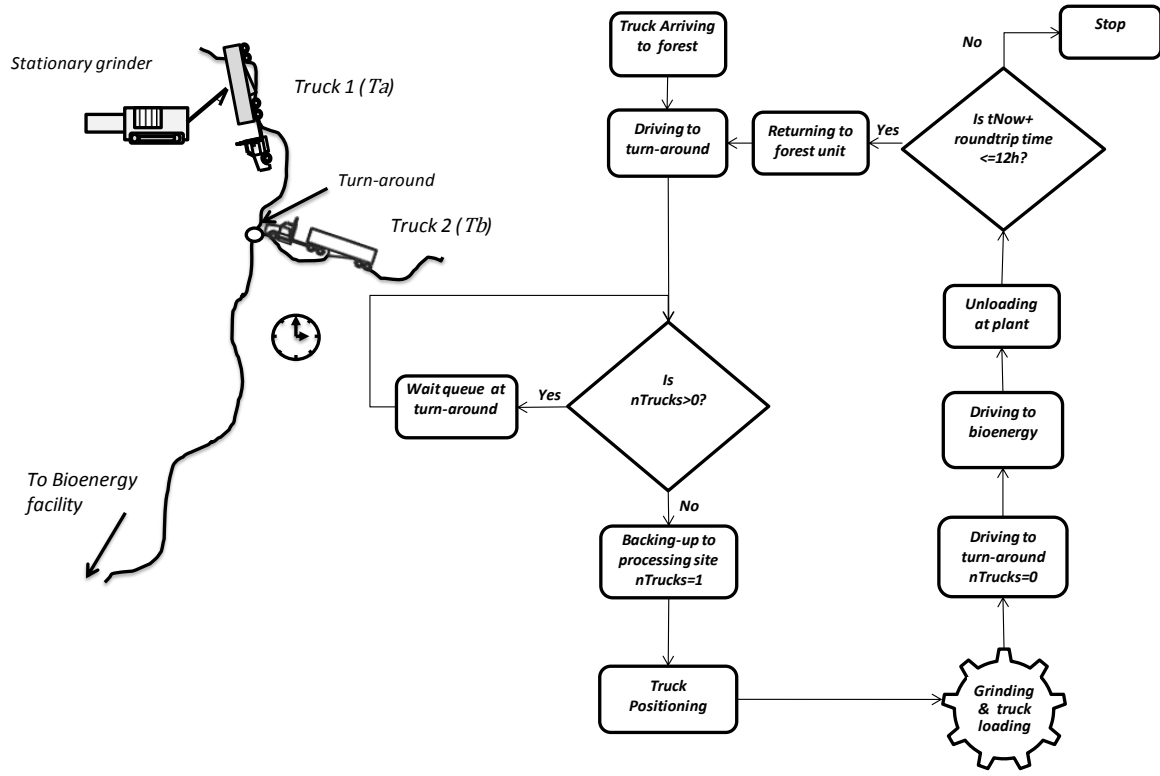 Stationary grinder
Truck 1 (Ta)
Turn-around
Truck 2 (Tb)
To Bioenergy
facility
Truck Arriving
to forest
Driving to
turn-around
Returning to
forest unit
Yes
Is tNow+
roundtrip time
<=12h?
No
Stop
Is
nTrucks>0?
Yes
Wait queue at
turn-around
No
Backing-up to
processing site
nTrucks=1
Truck
Positioning
Grinding
& truck
loading
Driving to
turn-around
nTrucks=0
Driving to
bioenergy
Unloading
at plant